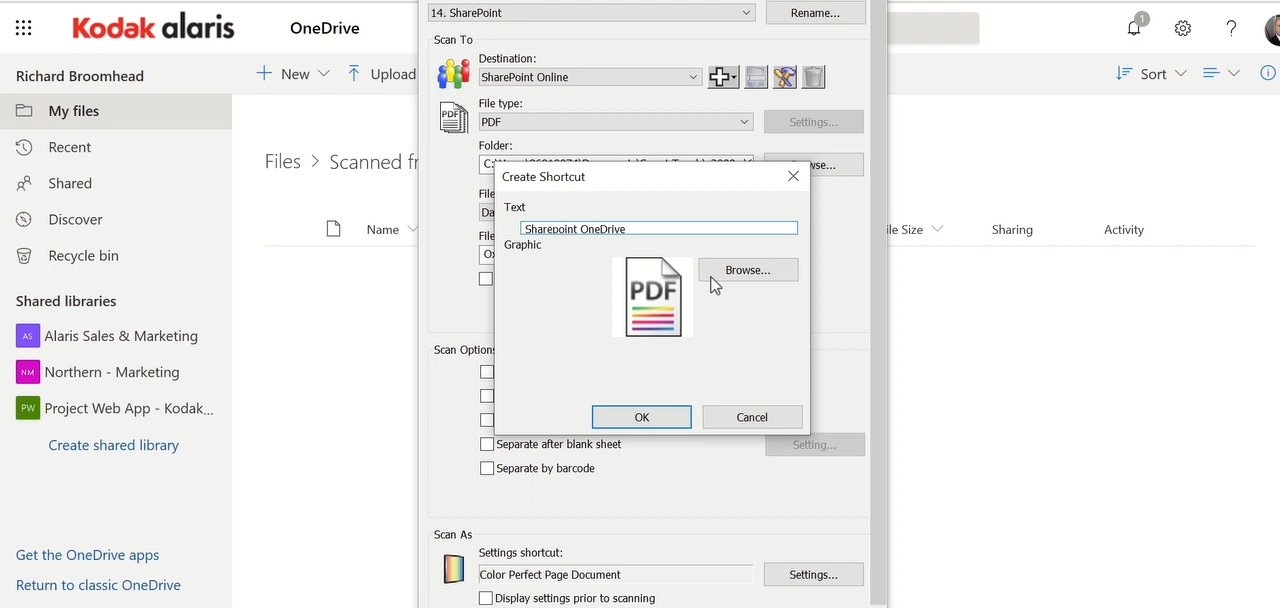 Kodak alaris
OneDrive
14. SharePoint
Rename...
1
Richard Broomhead
New
Upload
Sort
My files
Recent
Shared
Discover
Recycle bin
Shared libraries
AS Alaris Sales & Marketing
NM Northern - Marketing
PW Project Web App - Kodak...
Create shared library
Get the OneDrive apps
Return to classic OneDrive
Files > Scanned
Name
Sharing
Activity
Scan To
Destination:
SharePoint Online
File type:
PDF
PDF
Settings...
Folder:
Create Shortcut
Text
Sharepoint OneDrive
Graphic
PDF
Browse...
OK
Cancel
Scan Options
Separate after blank sheet
Setting...
Separate by barcode
Scan As
Settings shortcut:
Color Perfect Page Document
Settings...
Display settings prior to scanning